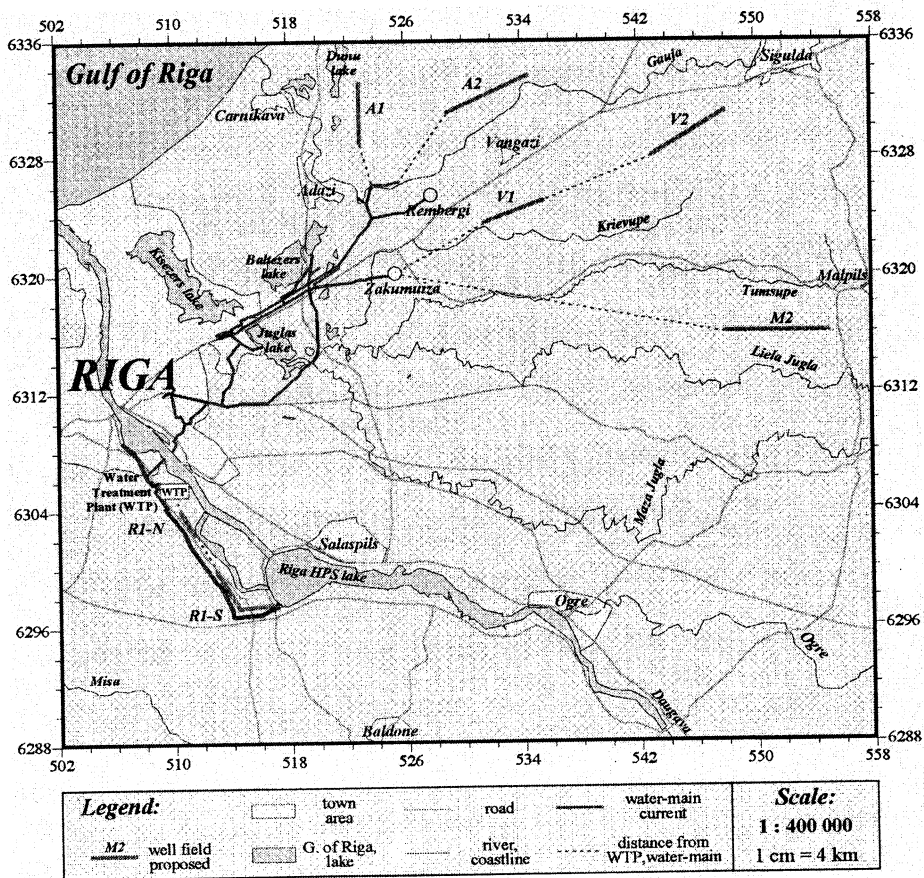 502 510 518 526 534 542 550 558
6336 6336
Gulf of Riga
Dunu
lake
A1
A2
Gauja
Sigulda
Carnikava
V2
Vangazi
6328 6328
Adazi
Rembergi
V1
Krievupe
Kisezers lake
Baltezers
lake
6320 6320
Zakumuiza
Malpils
Tumsupe
M2
Juglas
lake
Liela Jugla
RIGA
6312 6312
Water
Treatment
Plant (WTP)
WTP
Maza Jugla
6304 6304
R1-N
Salaspils
Riga HPS lake
R1-S
Ogre
6296 6296
Ogre
Misa
Daugava
Baldone
6288 6288
502 510 518 526 534 542 550 558
Legend:
town
area
road
water-main
current
M2
well field
proposed
G. of Riga,
lake
river,
coastline
distance from
WTP,water-main
Scale:
1 : 400 000
1 cm = 4 km